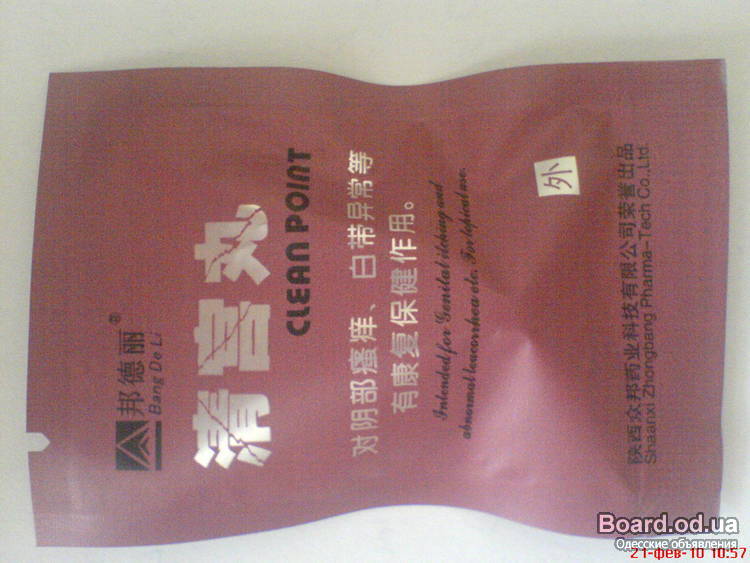 邦德丽®
Bang De Li
清宫丸
CLEAN POINT
对阴部瘙痒、白带异常等
有康复保健作用。
Intended for Genital itching and
abnormal leucorrhea etc. For topical use.
外
陕西众邦药业科技有限公司荣誉出品
Shaanxi Zhongbang Pharma-Tech Co.,Ltd.
Board.od.ua
Одесские объявления
21-фев-10 10:57